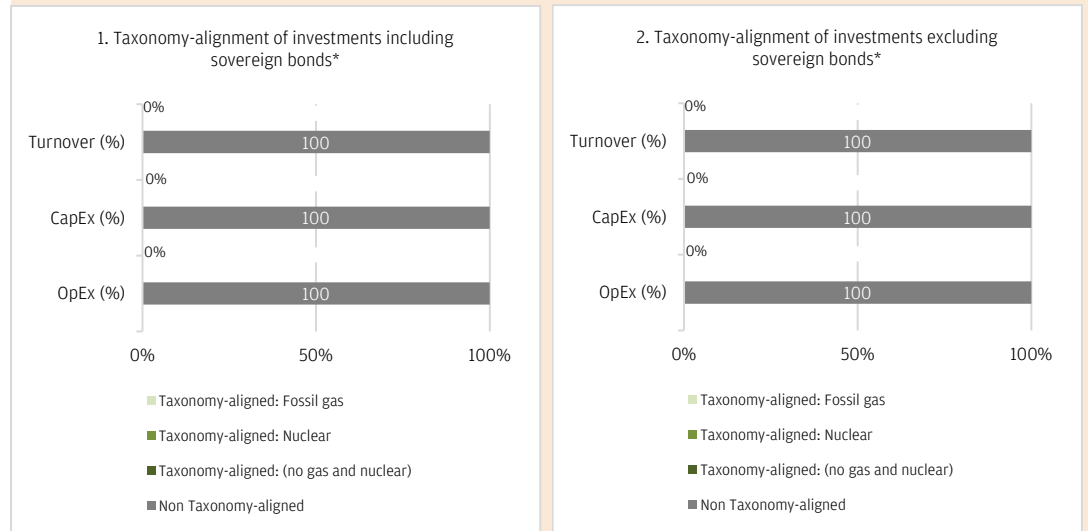 1. Taxonomy-alignment of investments including
sovereign bonds*
0%
Turnover (%)
100
0%
CapEx (%)
100
0%
OpEx (%)
100
0%
50%
100%
Taxonomy-aligned: Fossil gas
Taxonomy-aligned: Nuclear
Taxonomy-aligned: (no gas and nuclear)
Non Taxonomy-aligned
2. Taxonomy-alignment of investments excluding
sovereign bonds*
0%
Turnover (%)
100
0%
CapEx (%)
100
0%
OpEx (%)
100
0%
50%
100%
Taxonomy-aligned: Fossil gas
Taxonomy-aligned: Nuclear
Taxonomy-aligned: (no gas and nuclear)
Non Taxonomy-aligned